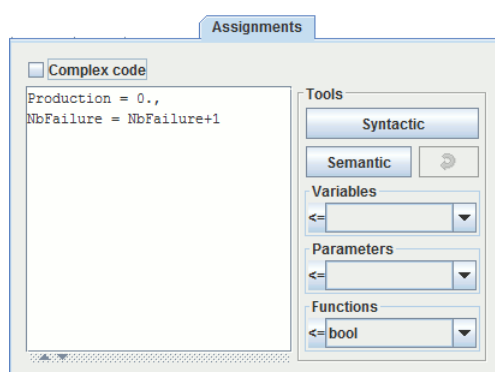 Assignments
Complex code
Production = 0.,
NbFailure = NbFailure+1
Tools
Syntactic
Semantic
Variables
<=
Parameters
<=
Functions
<= bool